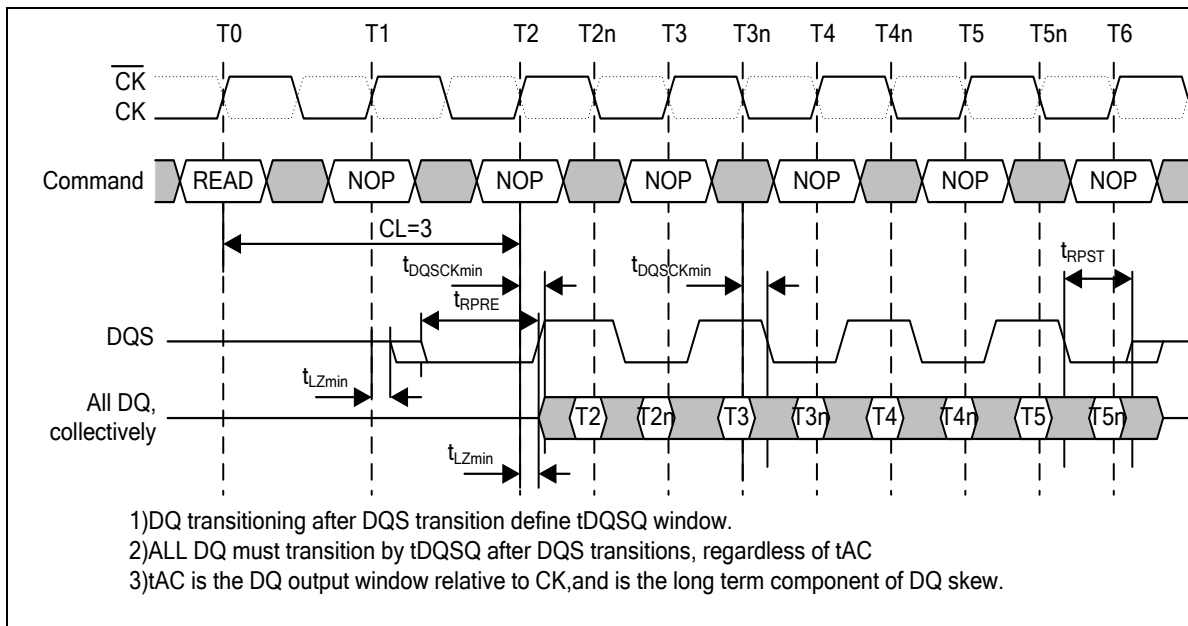 T0 T1 T2 T2n T3 T3n T4 T4n T5 T5n T6
CK
CK
Command READ NOP NOP NOP NOP NOP NOP
CL=3
tDQSCKmin tDQSCKmin tRPST
tRPRE
DQS
tLZmin
All DQ,
collectively
T2 T2n T3 T3n T4 T4n T5 T5n
tLZmin
1)DQ transitioning after DQS transition define tDQSQ window.
2)ALL DQ must transition by tDQSQ after DQS transitions, regardless of tAC
3)tAC is the DQ output window relative to CK,and is the long term component of DQ skew.